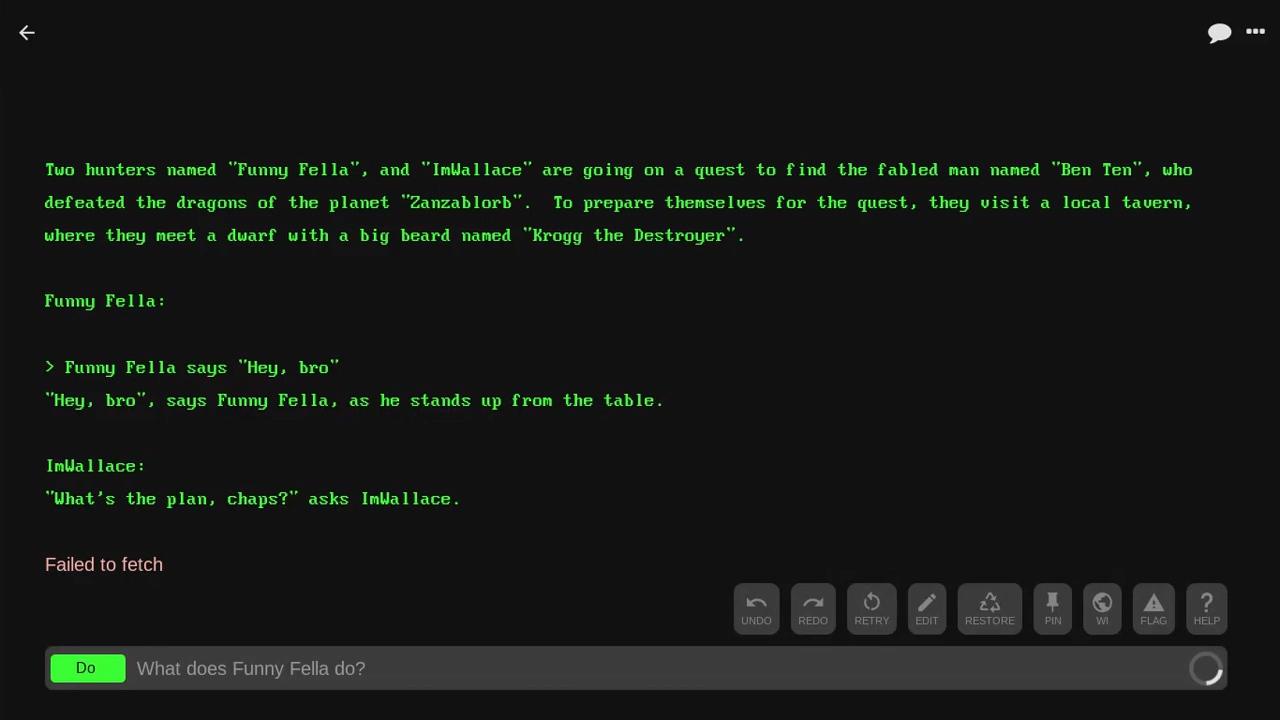 Two hunters named "Funny Fella", and "ImWallace" are going on a quest to find the fabled man named "Ben Ten", who
defeated the dragons of the planet "Zanzablorb".  To prepare themselves for the quest, they visit a local tavern,
where they meet a dwarf with a big beard named "Krogg the Destroyer".
Funny Fella:
> Funny Fella says "Hey, bro"
"Hey, bro", says Funny Fella, as he stands up from the table.
ImWallace:
"What's the plan, chaps?" asks ImWallace.
Failed to fetch
UNDO REDO RETRY EDIT RESTORE PIN WI FLAG HELP
Do What does Funny Fella do?